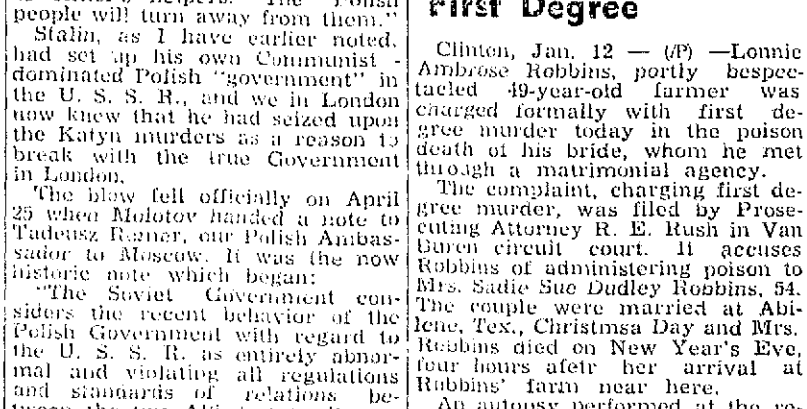 people will turn away from them."
Stalin, as I have earlier noted,
had set up his own Communist -
dominated Polish "government" in
the U. S. S. R., and we in London
now knew that he had seized upon
the Katyn murders as a reason to
break with the true Government
in London.
The blow fell officially on April
25 when Molotov handed a note to
Tadeusz Romer, our Polish Ambas-
sador to Moscow. It was the now
historic note which began:
"The Soviet Government con-
siders the recent behavior of the
Polish Government with regard to
the U. S. S. R. as entirely abnor-
mal and violating all regulations
and standards of relations be-
First Degree
Clinton, Jan. 12 — (/P) —Lonnie
Ambrose Robbins, portly bespec-
tacled 49-year-old farmer was
charged formally with first de-
gree murder today in the poison
death of his bride, whom he met
through a matrimonial agency.
The complaint, charging first de-
gree murder, was filed by Prose-
cuting Attorney R. E. Rush in Van
Buren circuit court. It accuses
Robbins of administering poison to
Mrs. Sadie Sue Dudley Robbins, 54.
The couple were married at Abi-
lene, Tex., Christmsa Day and Mrs.
Robbins died on New Year's Eve,
four hours afetr her arrival at
Robbins' farm near here.
An autopsy performed at the re-